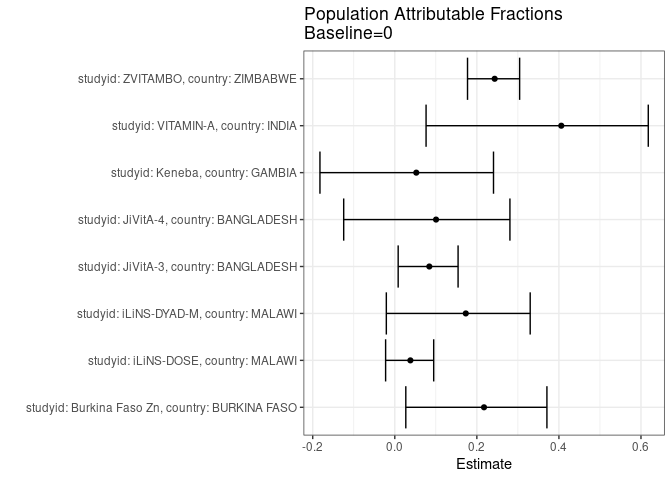 Population Attributable Fractions
Baseline=0
studyid: ZVITAMBO, country: ZIMBABWE
studyid: VITAMIN-A, country: INDIA
studyid: Keneba, country: GAMBIA
studyid: JiVitA-4, country: BANGLADESH
studyid: JiVitA-3, country: BANGLADESH
studyid: iLiNS-DYAD-M, country: MALAWI
studyid: iLiNS-DOSE, country: MALAWI
studyid: Burkina Faso Zn, country: BURKINA FASO
-0.2 0.0 0.2 0.4 0.6
Estimate